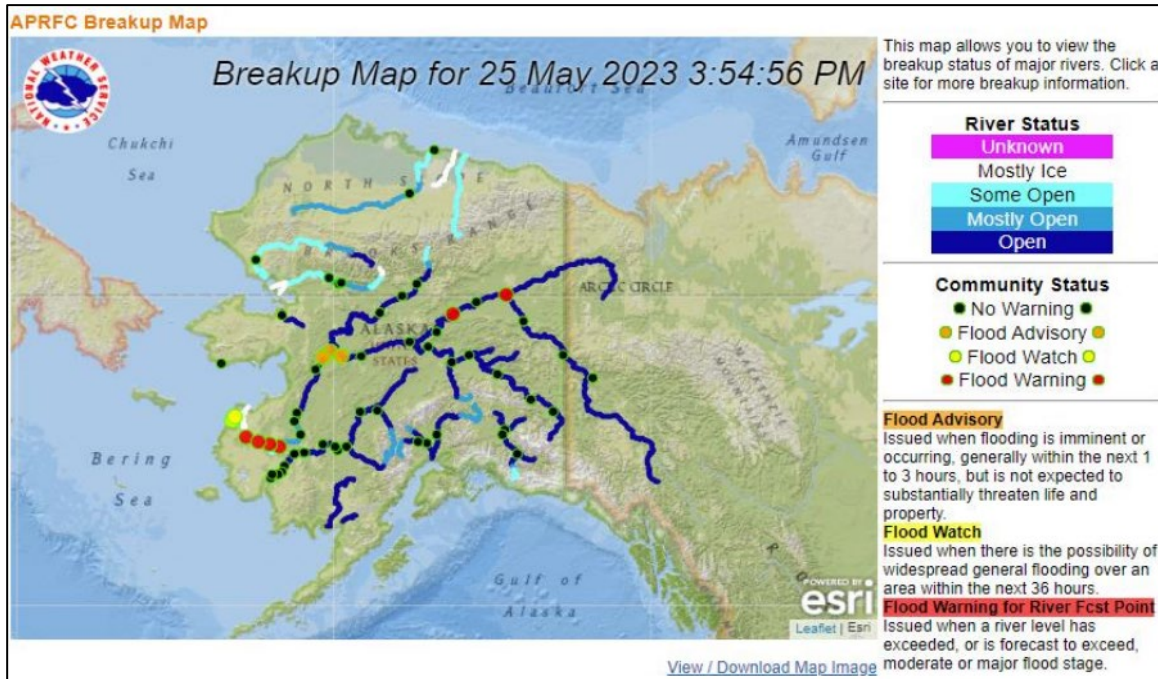 APRFC Breakup Map
NATIONAL WEATHER SERVICE
Breakup Map for 25 May 2023 3:54:56 PM
Beaufort Sea
Chukchi
Sea
Amundsen
Gulf
NORTH SLOPE
BROOKS RANGE
ARCTIC CIRCLE
ALASKA
STATES
MACKENZIE
MOUNTAINS
Bering
Sea
Gulf of
Alaska
POWERED BY
esri
Leaflet | Esri
View / Download Map Image
This map allows you to view the
breakup status of major rivers. Click a
site for more breakup information.
River Status
Unknown
Mostly Ice
Some Open
Mostly Open
Open
Community Status
No Warning
Flood Advisory
Flood Watch
Flood Warning
Flood Advisory
Issued when flooding is imminent or
occurring, generally within the next 1
to 3 hours, but is not expected to
substantially threaten life and
property.
Flood Watch
Issued when there is the possibility of
widespread general flooding over an
area within the next 36 hours.
Flood Warning for River Fcst Point
Issued when a river level has
exceeded, or is forecast to exceed,
moderate or major flood stage.